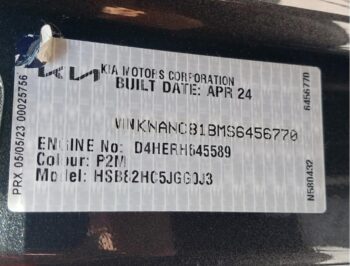 KIA
KIA MOTORS CORPORATION
BUILT DATE: APR 24
VIN KNANC81BMS6456770
ENGINE No: D4HERH645589
Colour: P2M
Model: HSB82HC5JGG0J3
PRX 05/05/23 00025756
6456770
N580432